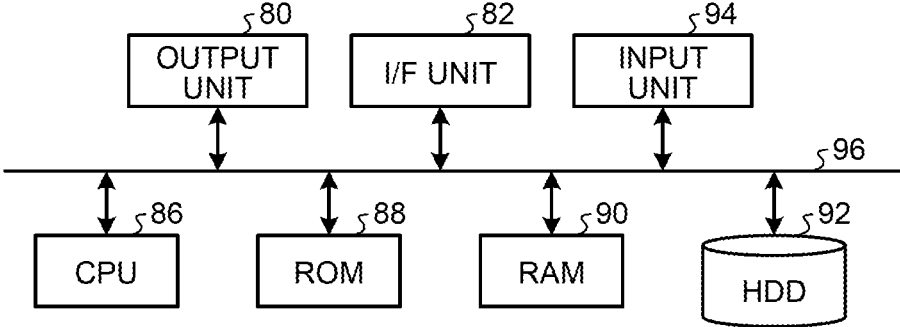 80
82
94
OUTPUT
UNIT
I/F UNIT
INPUT
UNIT
96
86
88
90
92
CPU
ROM
RAM
HDD